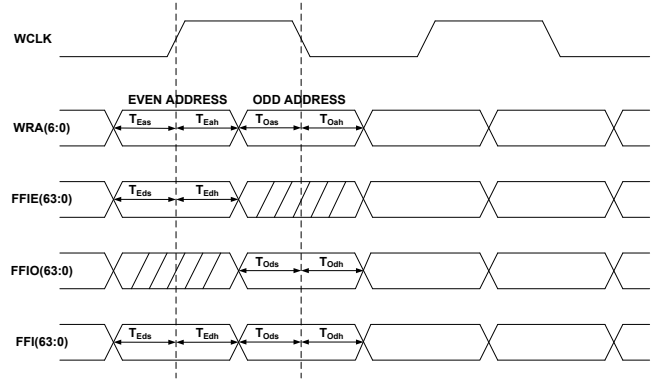 WCLK
EVEN ADDRESS ODD ADDRESS
WRA(6:0) TEas TEah TOas TOah
FFIE(63:0) TEds TEdh
FFIO(63:0) TOds TOdh
FFI(63:0) TEds TEdh TOds TOdh